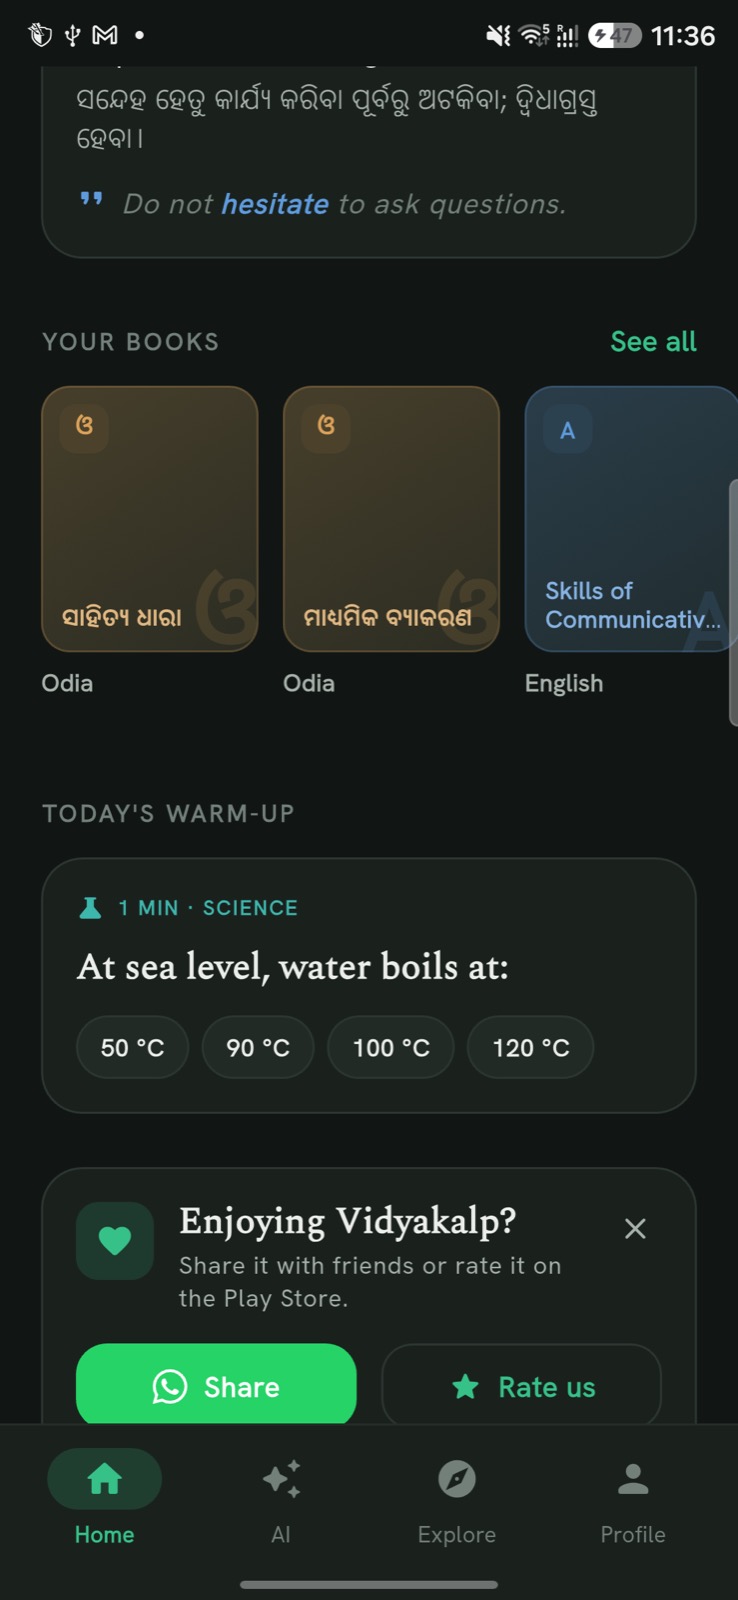 47 11:36
ସନ୍ଦେହ ହେତୁ କାର୍ଯ୍ୟ କରିବା ପୂର୍ବରୁ ଅଟକିବା; ଦ୍ୱିଧାଗ୍ରସ୍ତ
ହେବା।
Do not hesitate to ask questions.
YOUR BOOKS See all
ଓ ଓ A
ସାହିତ୍ୟ ଧାରା ମାଧ୍ୟମିକ ବ୍ୟାକରଣ Skills of
Communicativ...
Odia Odia English
TODAY'S WARM-UP
1 MIN · SCIENCE
At sea level, water boils at:
50 °C 90 °C 100 °C 120 °C
Enjoying Vidyakalp?
Share it with friends or rate it on
the Play Store.
Share Rate us
Home AI Explore Profile